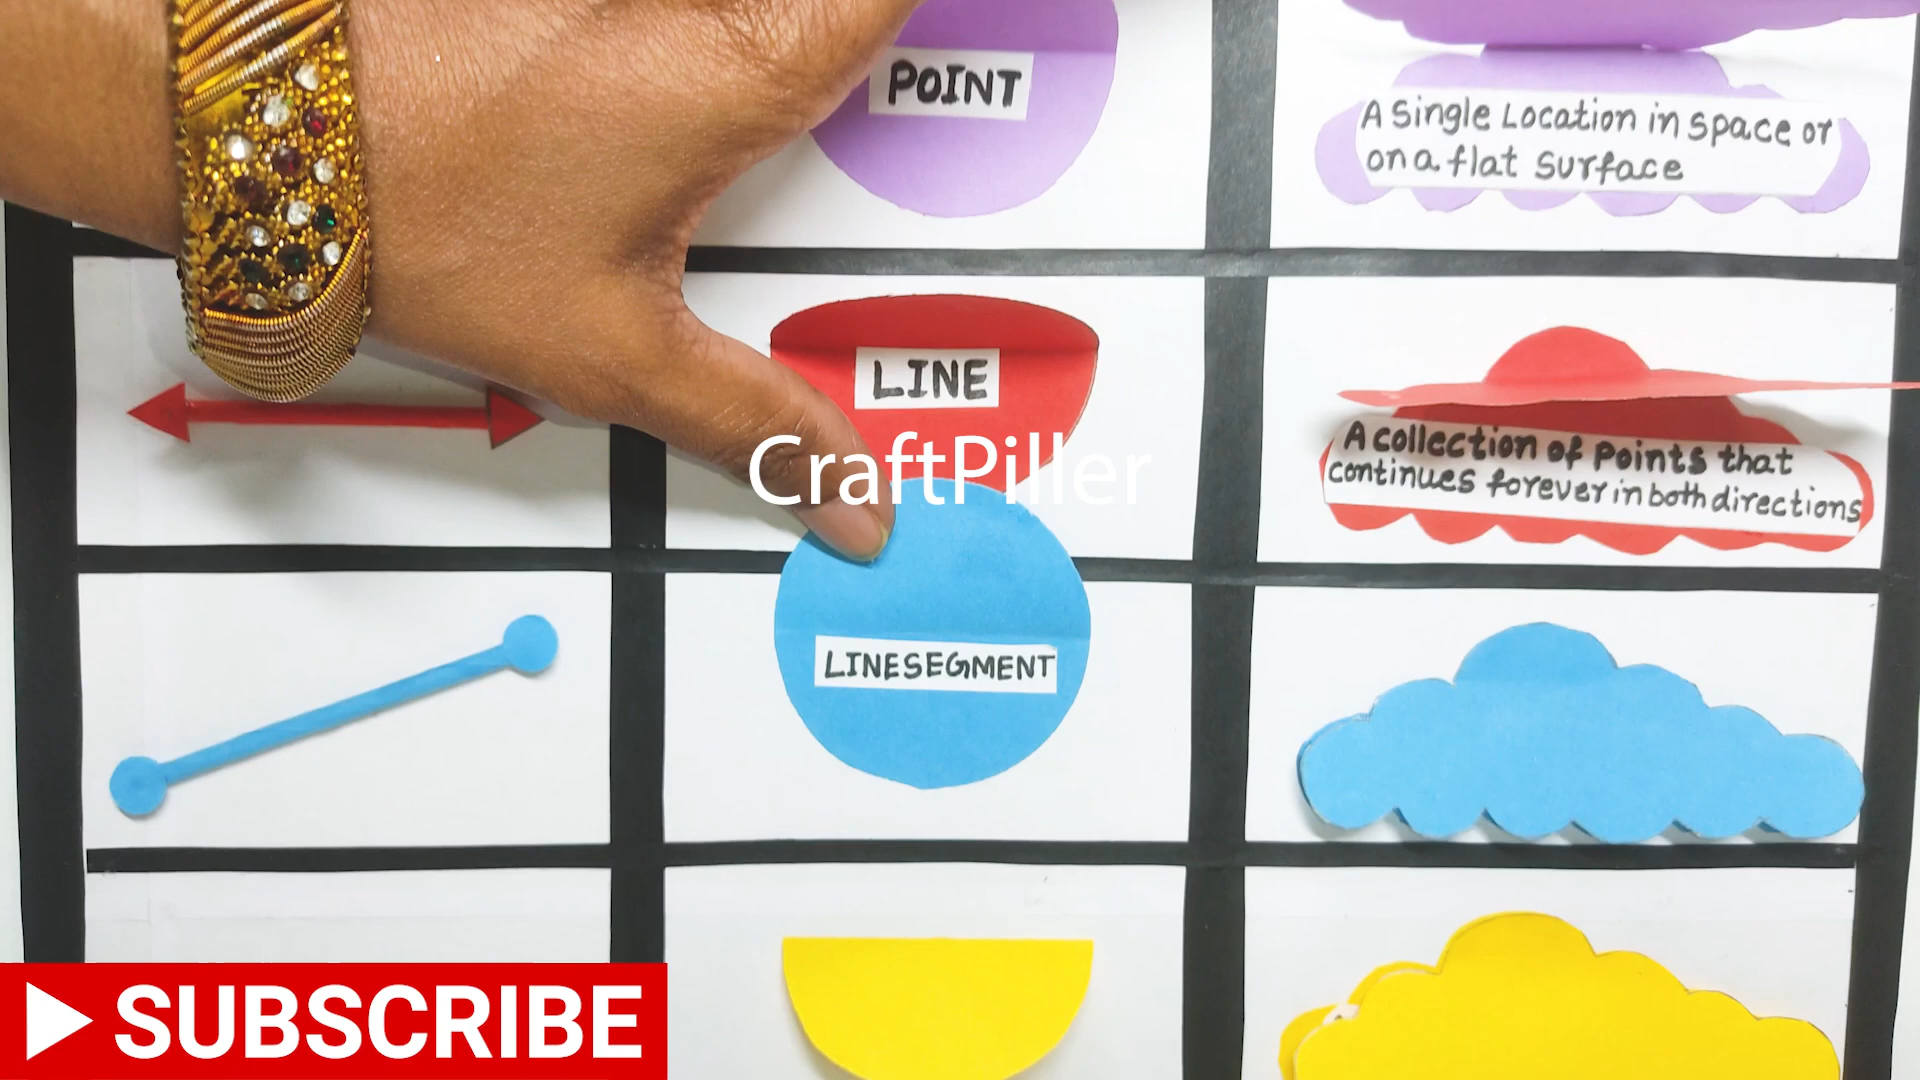 POINT
A Single Location in space or
on a flat Surface
LINE
A collection of Points that
continues forever in both directions
CraftPiller
LINESEGMENT
SUBSCRIBE